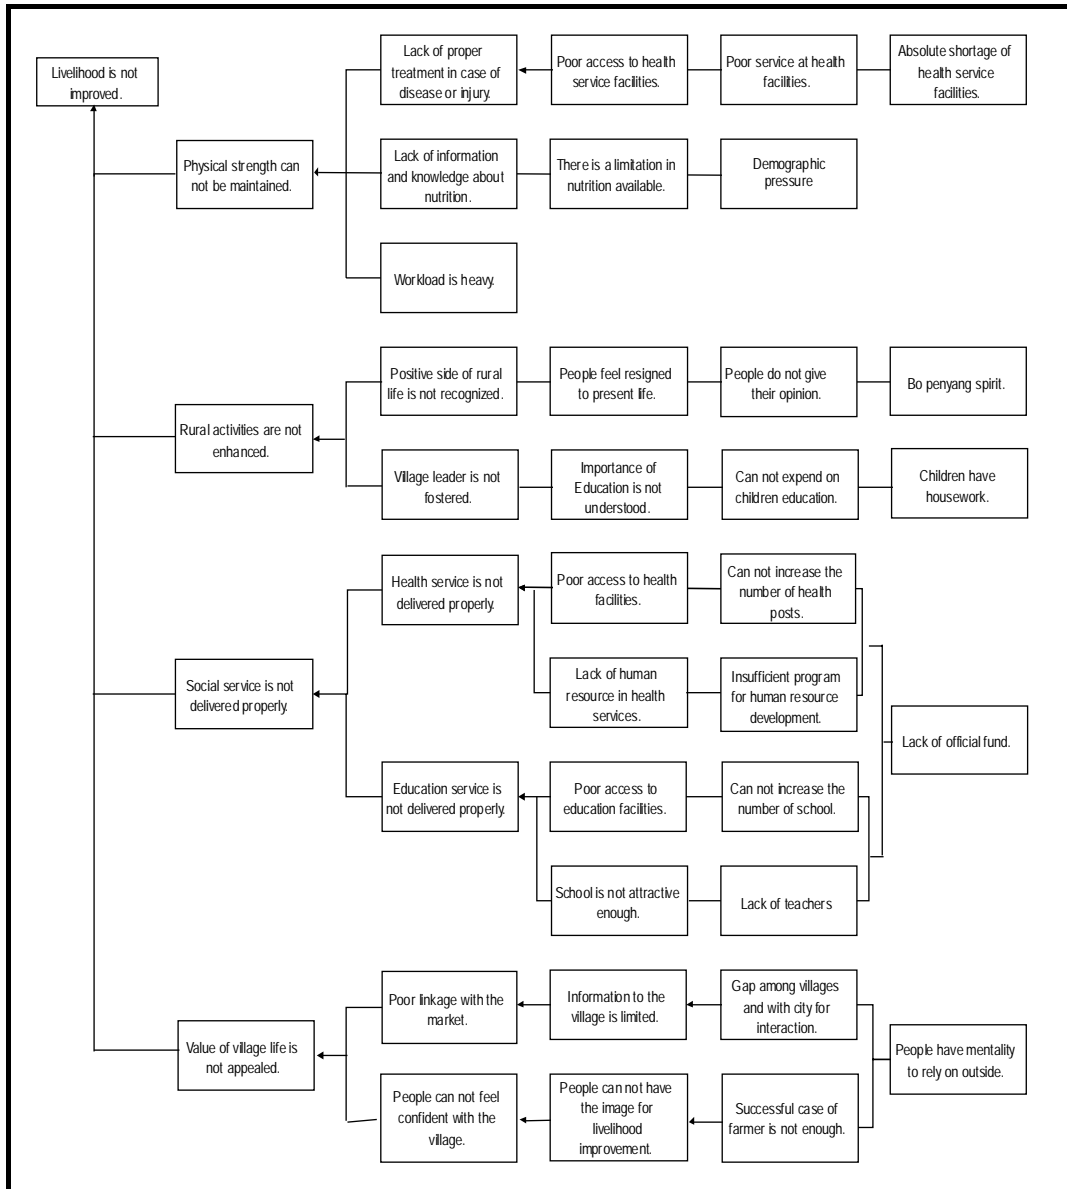 Livelihood is not
improved.
Lack of proper
treatment in case of
disease or injury.
Poor access to health
service facilities.
Poor service at health
facilities.
Absolute shortage of
health service
facilities.
Physical strength can
not be maintained.
Lack of information
and knowledge about
nutrition.
There is a limitation in
nutrition available.
Demographic
pressure
Workload is heavy.
Positive side of rural
life is not recognized.
People feel resigned
to present life.
People do not give
their opinion.
Bo penyang spirit.
Rural activities are not
enhanced.
Village leader is not
fostered.
Importance of
Education is not
understood.
Can not expend on
children education.
Children have
housework.
Health service is not
delivered properly.
Poor access to health
facilities.
Can not increase the
number of health
posts.
Social service is not
delivered properly.
Lack of human
resource in health
services.
Insufficient program
for human resource
development.
Lack of official fund.
Education service is
not delivered properly.
Poor access to
education facilities.
Can not increase the
number of school.
School is not attractive
enough.
Lack of teachers
Poor linkage with the
market.
Information to the
village is limited.
Gap among villages
and with city for
interaction.
Value of village life is
not appealed.
People have mentality
to rely on outside.
People can not feel
confident with the
village.
People can not have
the image for
livelihood
improvement.
Successful case of
farmer is not enough.